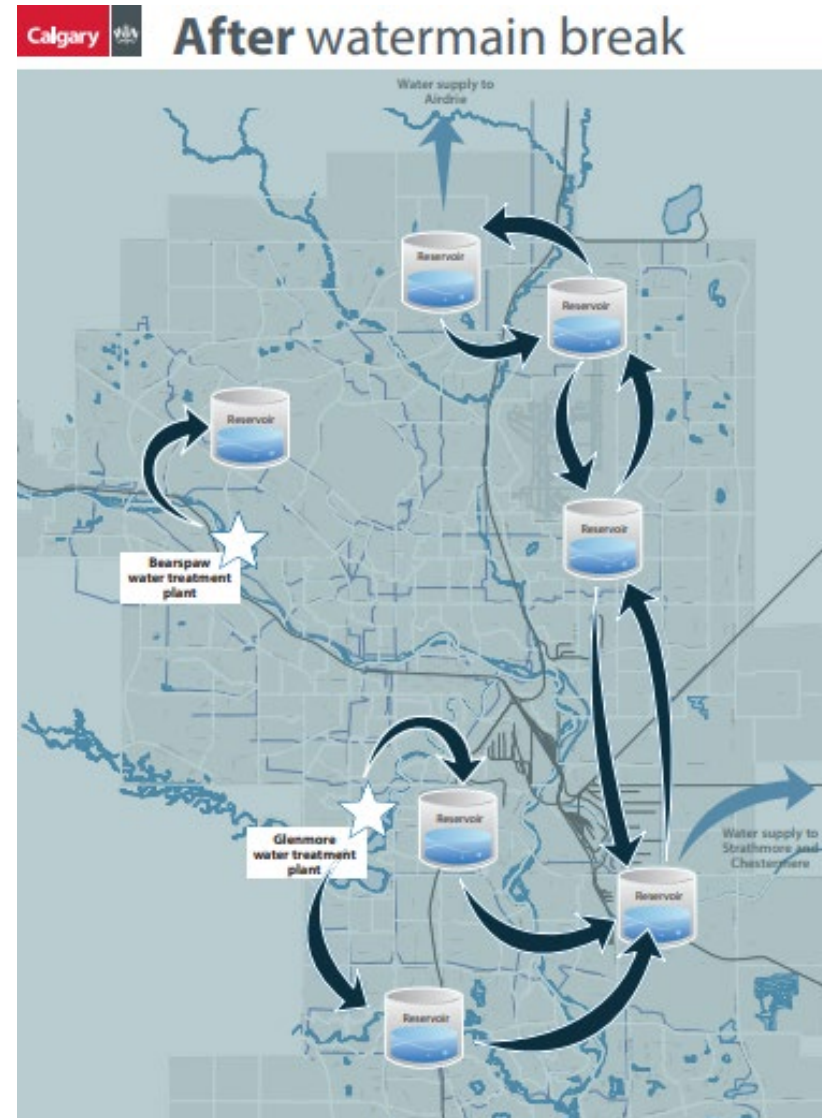 Calgary
After watermain break
Water supply to
Airdrie
Reservoir
Reservoir
Reservoir
Reservoir
Bearspaw
water treatment
plant
Reservoir
Glenmore
water treatment
plant
Water supply to
Strathmore and
Chestermere
Reservoir
Reservoir